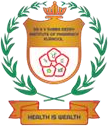 DR K V SUBBA REDDY
INSTITUTE OF PHARMACY
KURNOOL
HEALTH IS WEALTH